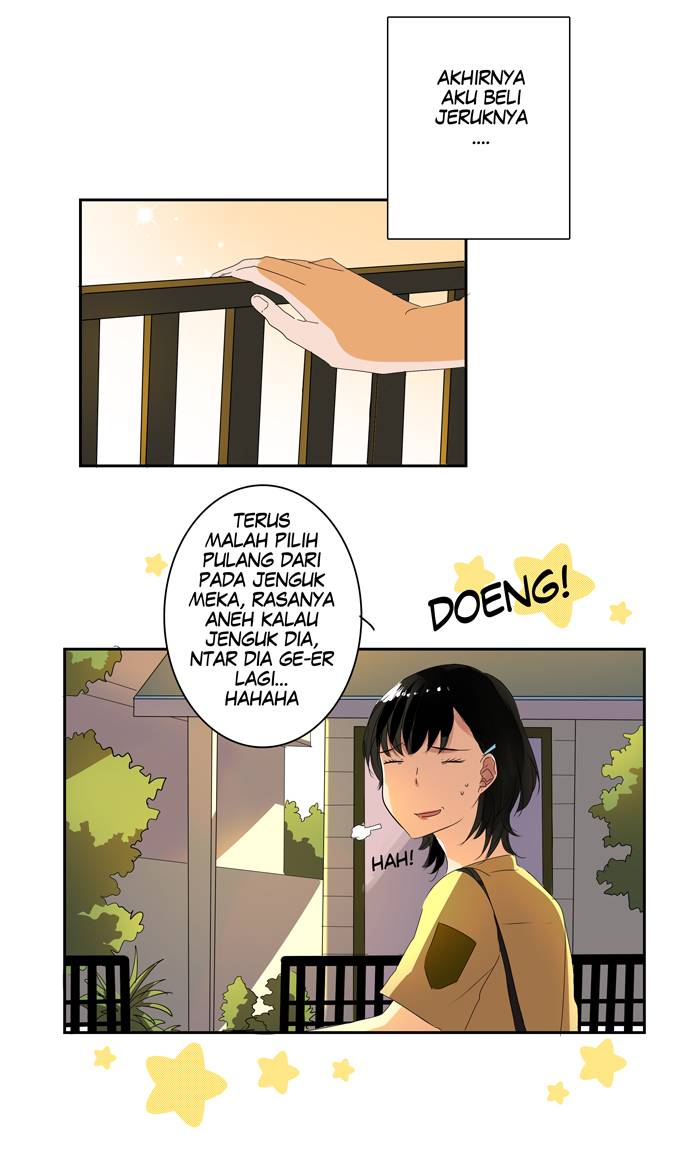 AKHIRNYA
AKU BELI
JERUKNYA
....
TERUS
MALAH PILIH
PULANG DARI
PADA JENGUK
MEKA, RASANYA
ANEH KALAU
JENGUK DIA,
NTAR DIA GE-ER
LAGI...
HAHAHA
DOENG!
HAH!